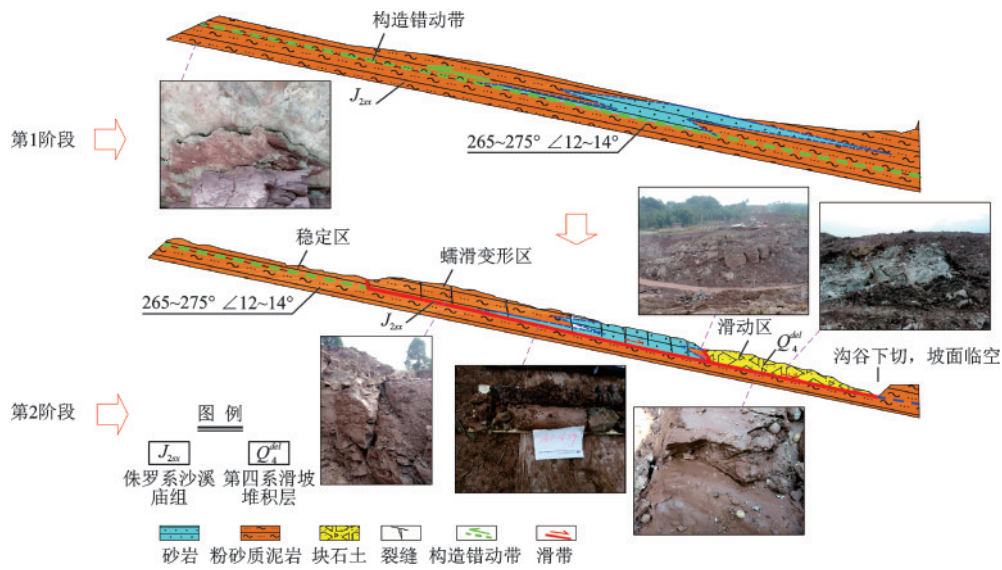 构造错动带
J2sx
第1阶段
265~275° ∠12~14°
稳定区
蠕滑变形区
265~275° ∠12~14°
J2sx
滑动区
Q4del
沟谷下切，坡面临空
第2阶段
图 例
J2sx
Q4del
侏罗系沙溪
庙组
第四系滑坡
堆积层
砂岩
粉砂质泥岩
块石土
裂缝
构造错动带
滑带